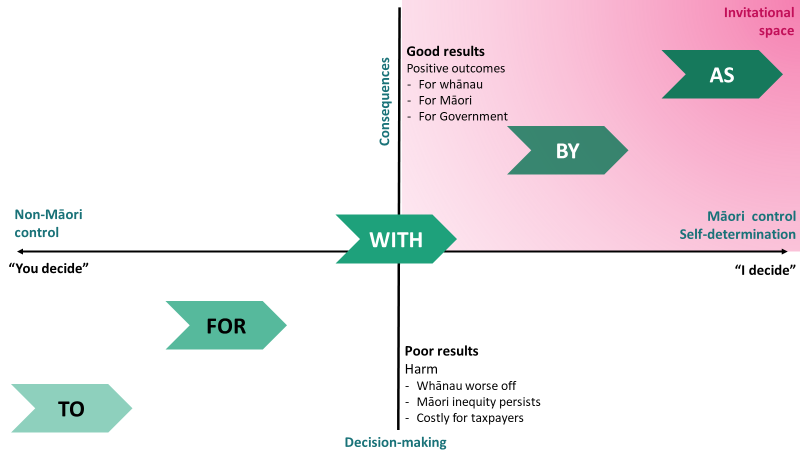 Invitational
space
Good results
Positive outcomes
- For whānau
- For Māori
- For Government
Consequences
AS
BY
Non-Māori
control
WITH
Māori control
Self-determination
“You decide”
“I decide”
FOR
Poor results
Harm
- Whānau worse off
- Māori inequity persists
- Costly for taxpayers
TO
Decision-making